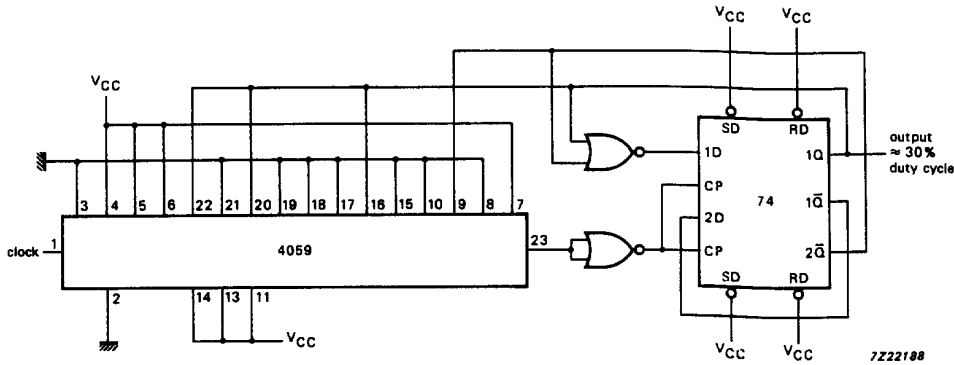 VCC VCC
VCC
SD RD
1D 1Q output
≈ 30%
duty cycle
CP 1Q̅
74
2D
CP 2Q̅
SD RD
3 4 5 6 22 21 20 19 18 17 16 15 10 9 8 7
clock 1 4059 23
2 14 13 11
VCC
VCC VCC
7Z22188